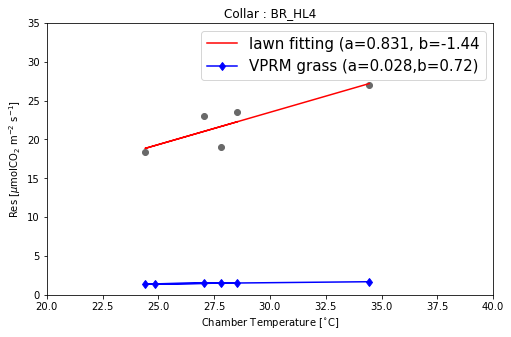 Collar : BR_HL4
lawn fitting (a=0.831, b=-1.44
VPRM grass (a=0.028,b=0.72)
Res [μmolCO₂ m⁻² s⁻¹]
35
30
25
20
15
10
5
0
20.0 22.5 25.0 27.5 30.0 32.5 35.0 37.5 40.0
Chamber Temperature [˚C]